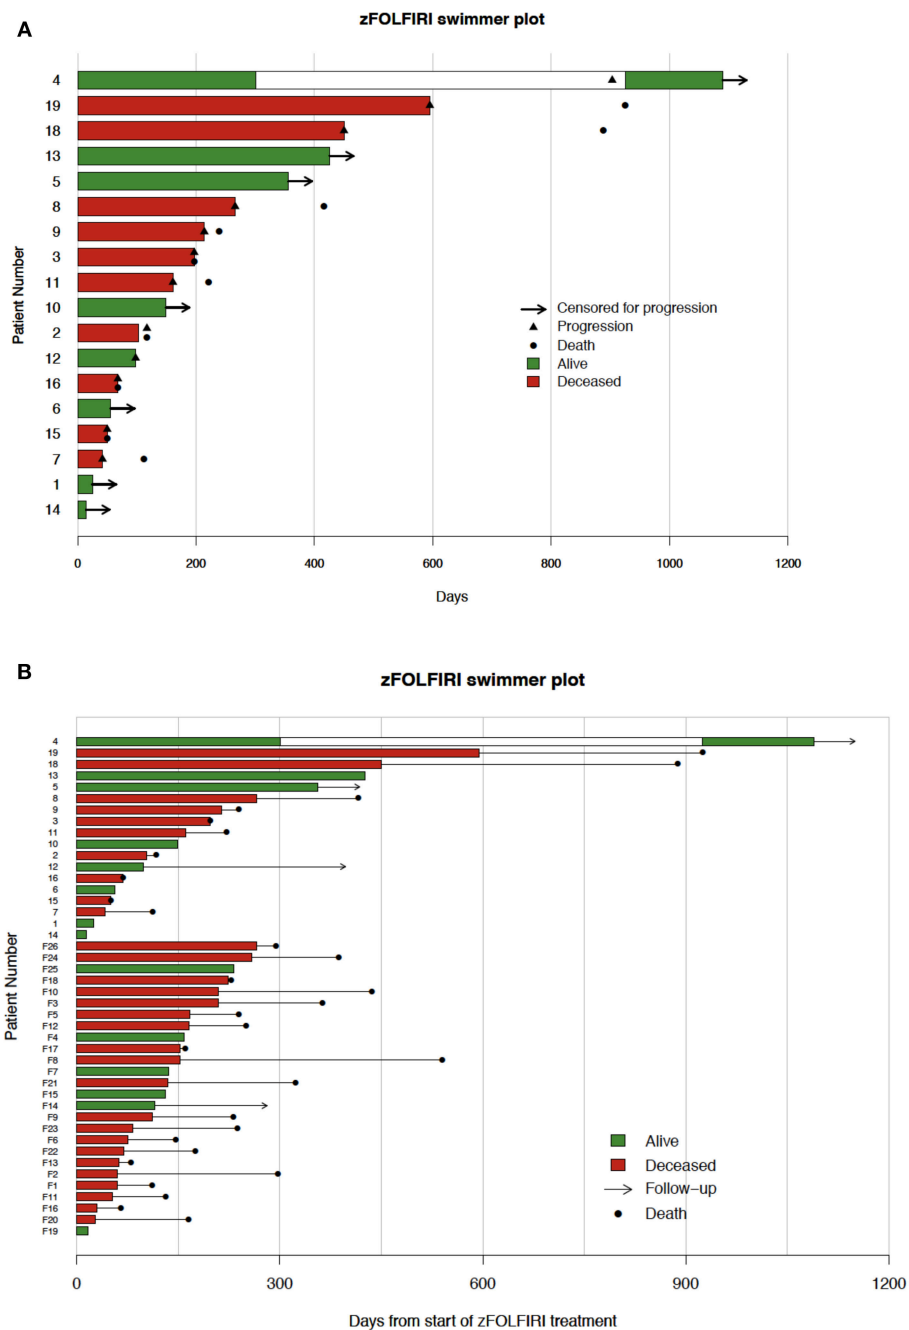 A
zFOLFIRI swimmer plot
Patient Number
4
19
18
13
5
8
9
3
11
10
2
12
16
6
15
7
1
14
Censored for progression
Progression
Death
Alive
Deceased
0 200 400 600 800 1000 1200
Days
B
zFOLFIRI swimmer plot
Patient Number
4
19
18
13
5
8
9
3
11
10
2
12
16
6
15
7
1
14
F26
F24
F25
F18
F10
F3
F5
F12
F4
F17
F8
F7
F21
F15
F14
F9
F23
F6
F22
F13
F2
F1
F11
F16
F20
F19
Alive
Deceased
Follow−up
Death
0 300 600 900 1200
Days from start of zFOLFIRI treatment